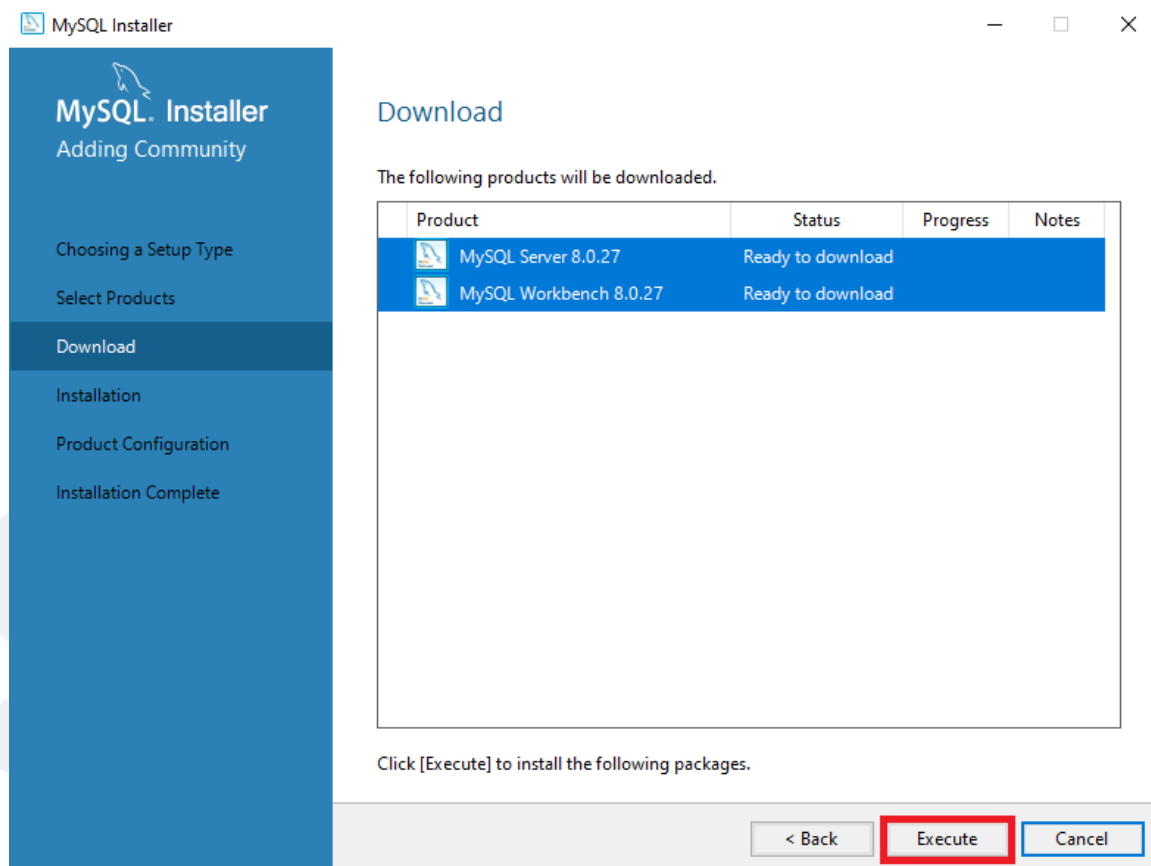 MySQL Installer
MySQL. Installer
Adding Community
Choosing a Setup Type
Select Products
Download
Installation
Product Configuration
Installation Complete
Download
The following products will be downloaded.
Product Status Progress Notes
MySQL Server 8.0.27 Ready to download
MySQL Workbench 8.0.27 Ready to download
Click [Execute] to install the following packages.
< Back Execute Cancel